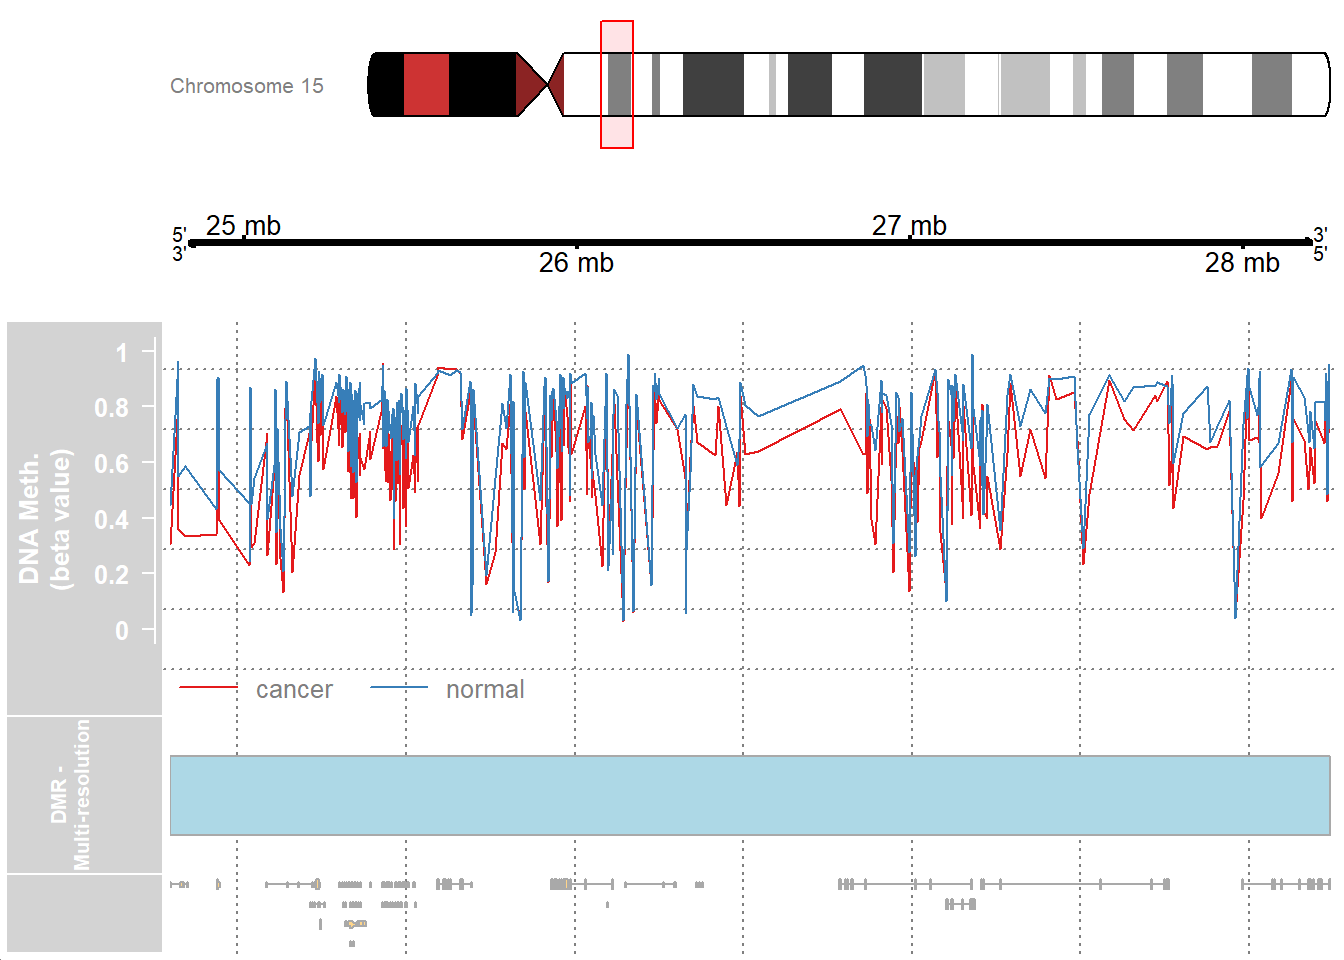 Chromosome 15
25 mb
27 mb
5'
3'
3'
5'
26 mb
28 mb
DNA Meth.
(beta value)
1
0.8
0.6
0.4
0.2
0
cancer
normal
DMR -
Multi-resolution